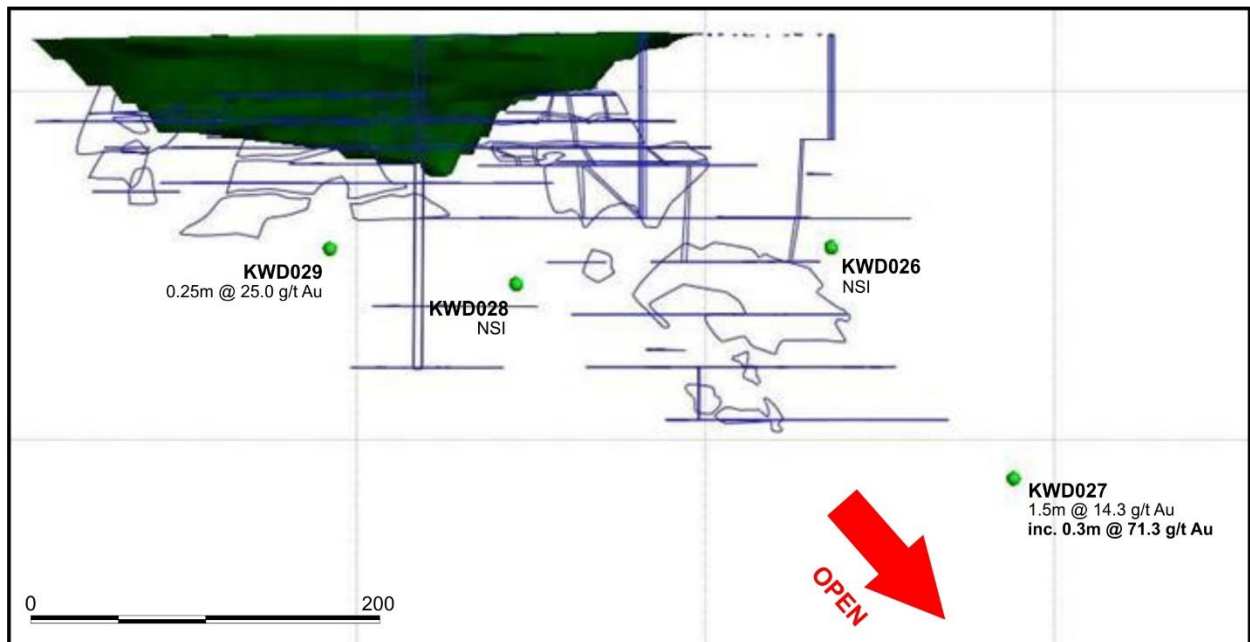 KWD029
0.25m @ 25.0 g/t Au
KWD028
NSI
KWD026
NSI
KWD027
1.5m @ 14.3 g/t Au
inc. 0.3m @ 71.3 g/t Au
OPEN
0 200